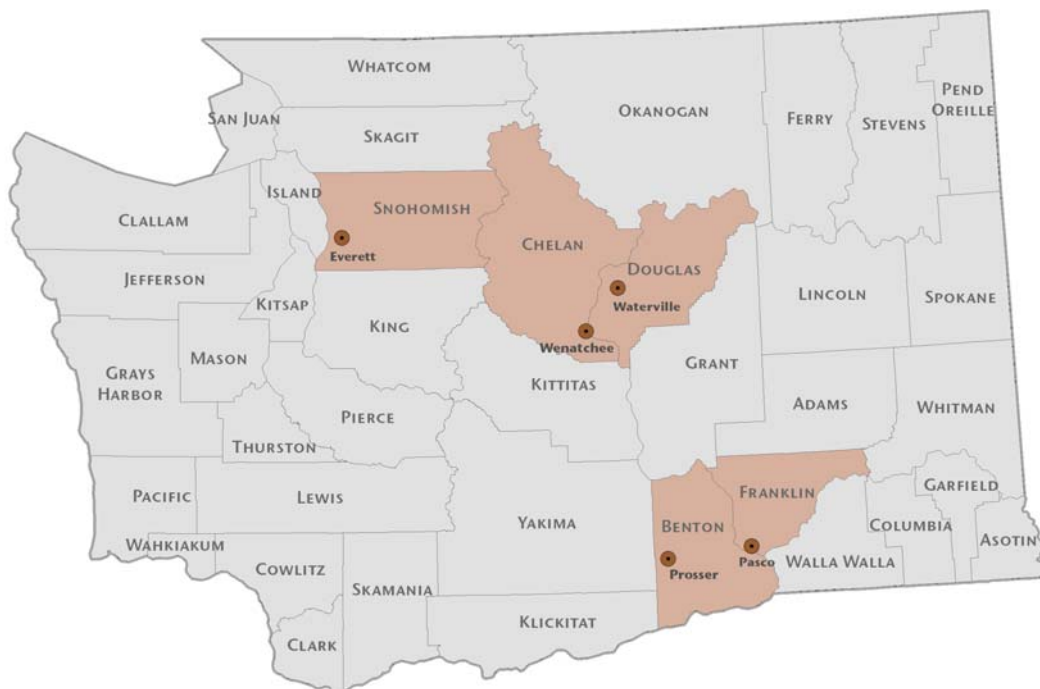 WHATCOM
SAN JUAN
SKAGIT
OKANOGAN
FERRY
STEVENS
PEND
OREILLE
ISLAND
SNOHOMISH
CLALLAM
Everett
CHELAN
DOUGLAS
JEFFERSON
KITSAP
Waterville
LINCOLN
SPOKANE
KING
Wenatchee
MASON
GRAYS
HARBOR
GRANT
KITTITAS
PIERCE
ADAMS
WHITMAN
THURSTON
PACIFIC
LEWIS
FRANKLIN
GARFIELD
YAKIMA
BENTON
COLUMBIA
ASOTIN
WAHKIAKUM
Pasco
Prosser
WALLA WALLA
COWLITZ
SKAMANIA
KLICKITAT
CLARK